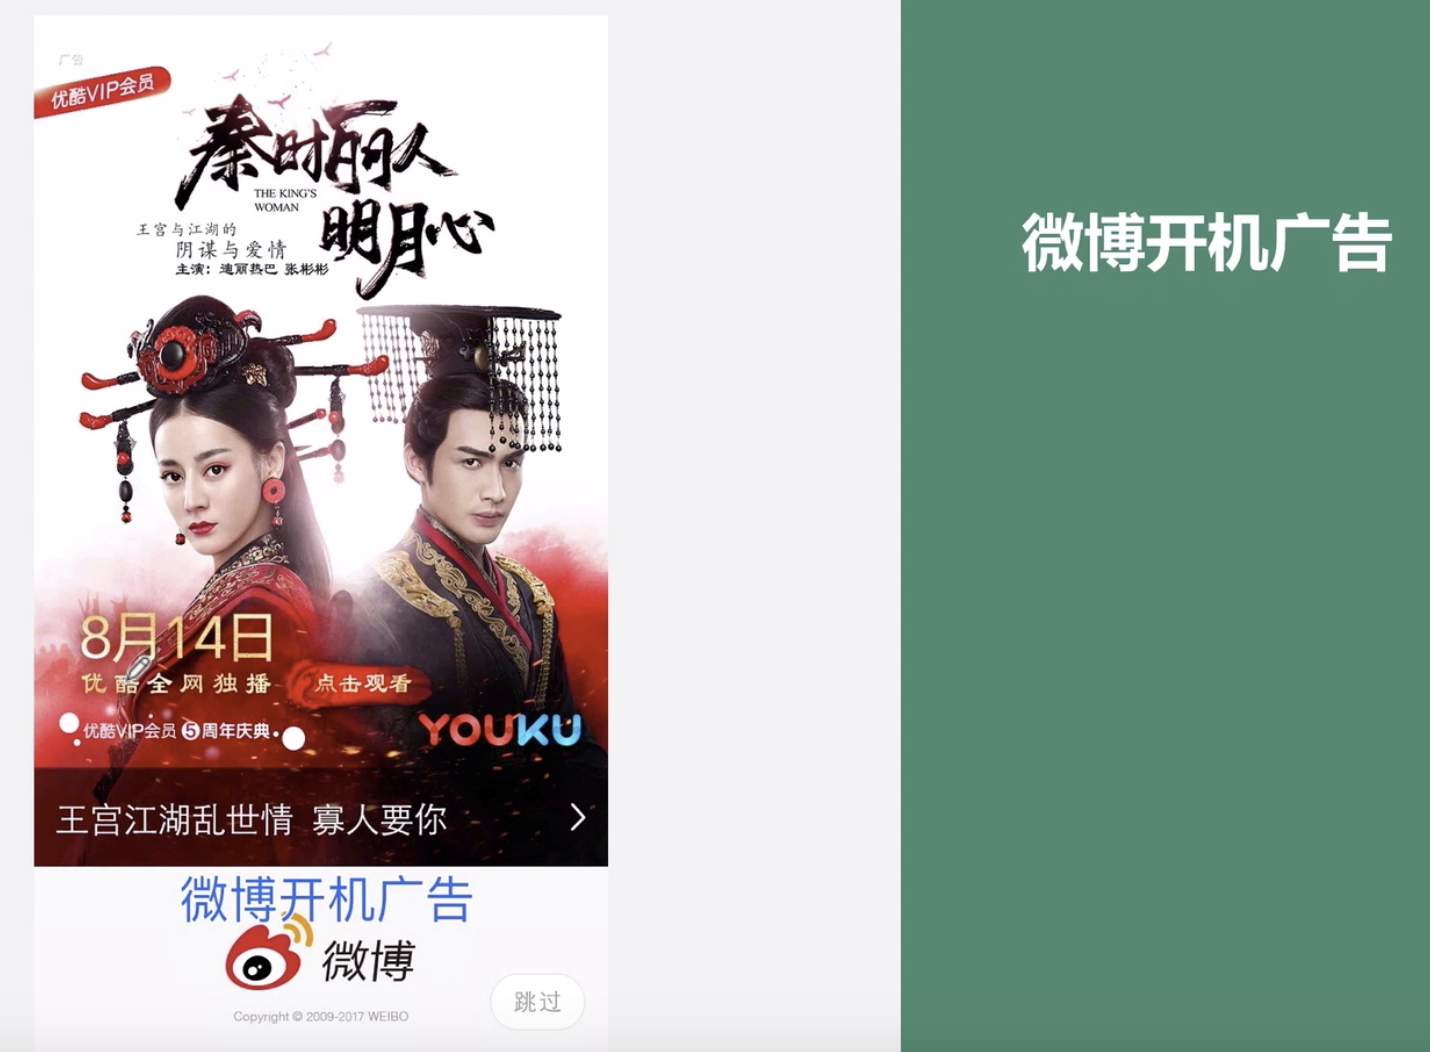 广告
优酷VIP会员
秦时丽人
THE KING'S
WOMAN
明月心
王宫与江湖的
阴谋与爱情
主演：迪丽热巴 张彬彬
8月14日
优酷全网独播
点击观看
优酷VIP会员 5周年庆典
YOUKU
王宫江湖乱世情 寡人要你
微博开机广告
微博
跳过
Copyright © 2009-2017 WEIBO
微博开机广告